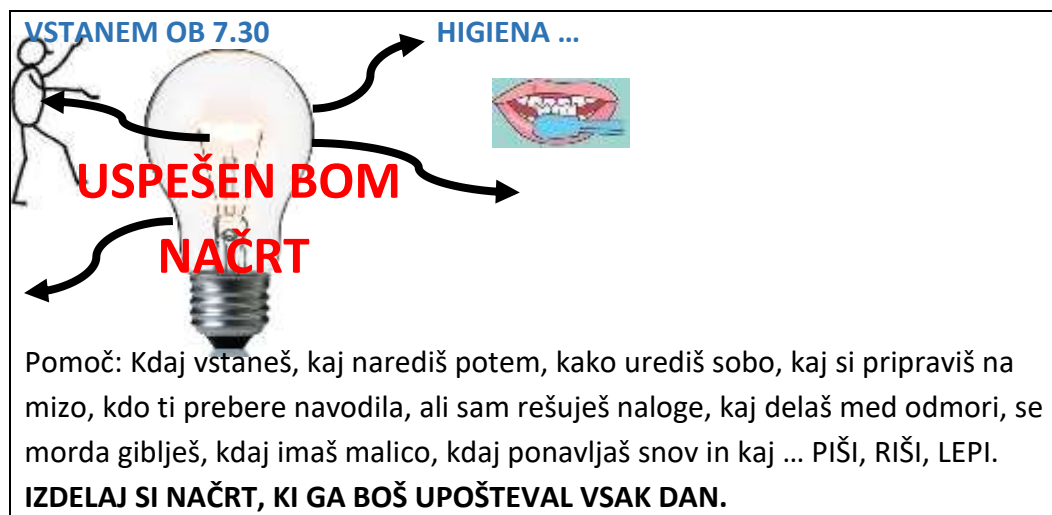 VSTANEM OB 7.30 HIGIENA …
USPEŠEN BOM
NAČRT
Pomoč: Kdaj vstaneš, kaj narediš potem, kako urediš sobo, kaj si pripraviš na
mizo, kdo ti prebere navodila, ali sam rešuješ naloge, kaj delaš med odmori, se
morda giblješ, kdaj imaš malico, kdaj ponavljaš snov in kaj … PIŠI, RIŠI, LEPI.
IZDELAJ SI NAČRT, KI GA BOŠ UPOŠTEVAL VSAK DAN.